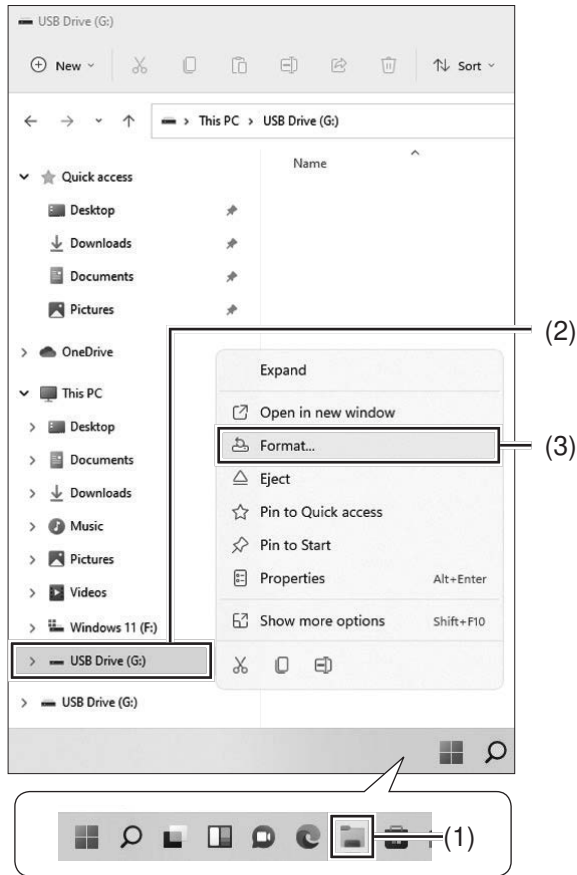 USB Drive (G:)
New
Sort
This PC > USB Drive (G:)
Name
Quick access
Desktop
Downloads
Documents
Pictures
(2)
OneDrive
Expand
This PC
Open in new window
Desktop
Format...
(3)
Documents
Eject
Downloads
Pin to Quick access
Music
Pin to Start
Pictures
Properties Alt+Enter
Videos
Show more options Shift+F10
Windows 11 (F:)
USB Drive (G:)
USB Drive (G:)
(1)